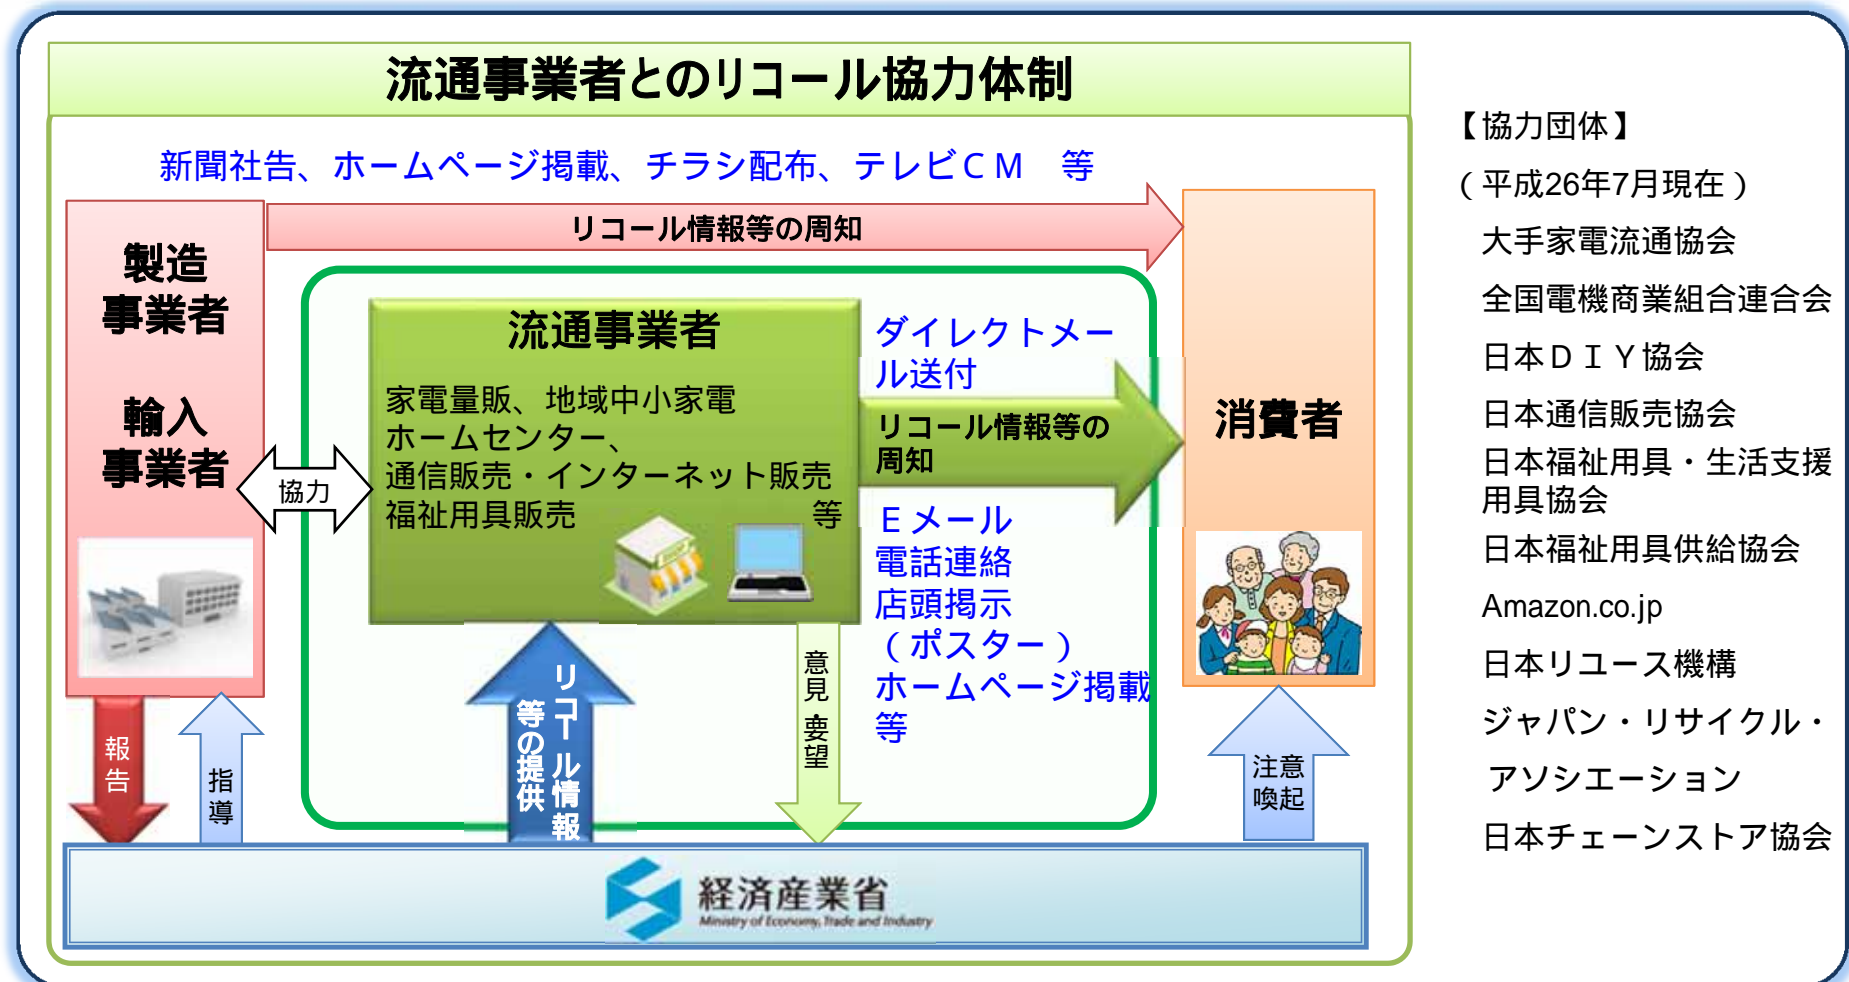 流通事業者とのリコール協力体制
新聞社告、ホームページ掲載、チラシ配布、テレビＣＭ　等
リコール情報等の周知
製造
事業者
輸入
事業者
協力
流通事業者
家電量販、地域中小家電
ホームセンター、
通信販売・インターネット販売
福祉用具販売　等
ダイレクトメー
ル送付
リコール情報等の
周知
Ｅメール
電話連絡
店頭掲示
（ポスター）
ホームページ掲載
等
消費者
報告
指導
リコール情報
等の提供
意見・要望
注意
喚起
経済産業省
Ministry of Economy, Trade and Industry
【協力団体】
（平成26年7月現在）
大手家電流通協会
全国電機商業組合連合会
日本ＤＩＹ協会
日本通信販売協会
日本福祉用具・生活支援
用具協会
日本福祉用具供給協会
Amazon.co.jp
日本リユース機構
ジャパン・リサイクル・
アソシエーション
日本チェーンストア協会